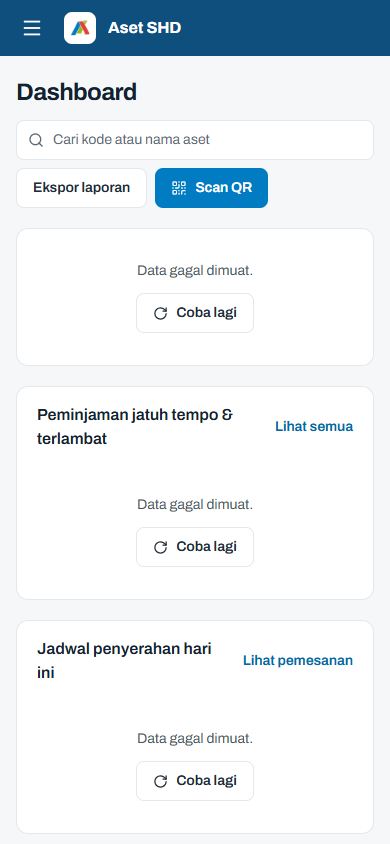 Aset SHD
Dashboard
Cari kode atau nama aset
Ekspor laporan
Scan QR
Data gagal dimuat.
Coba lagi
Peminjaman jatuh tempo &
terlambat
Lihat semua
Data gagal dimuat.
Coba lagi
Jadwal penyerahan hari
ini
Lihat pemesanan
Data gagal dimuat.
Coba lagi